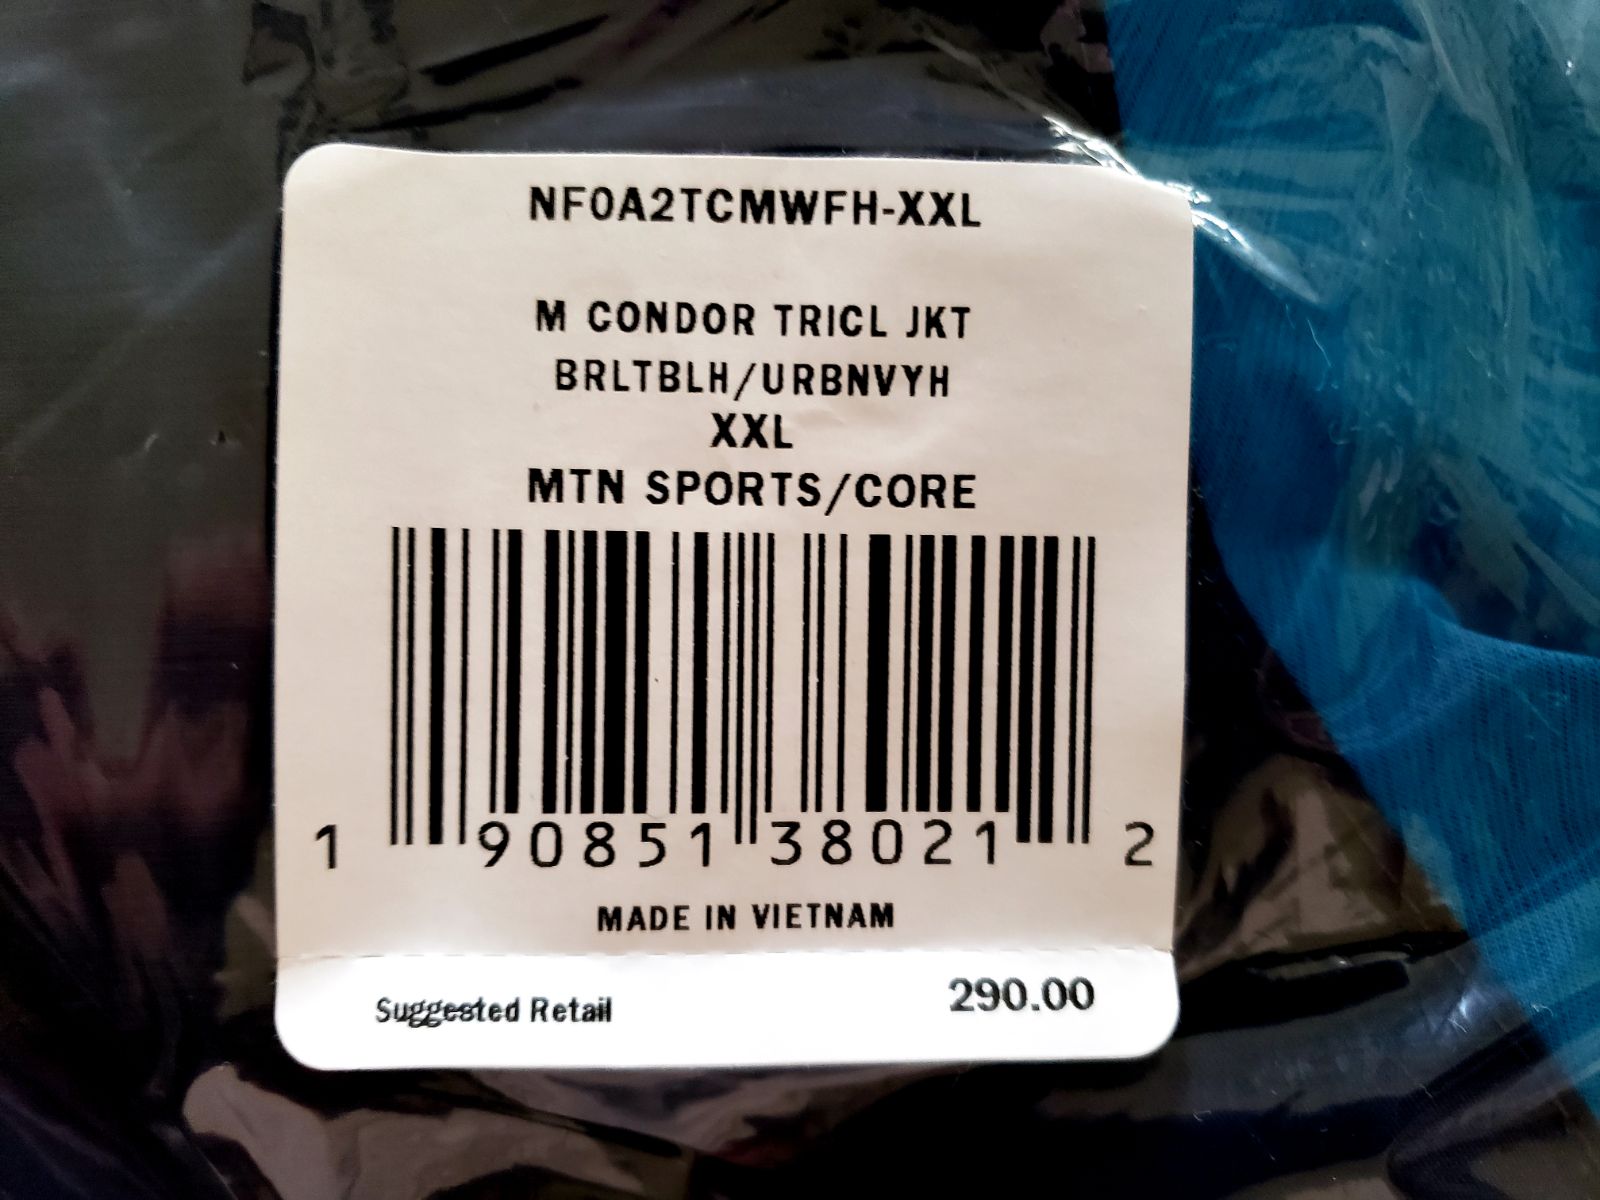 NF0A2TCMWFH-XXL
M CONDOR TRICL JKT
BRLTBLH/URBNVYH
XXL
MTN SPORTS/CORE
1 90851 38021 2
MADE IN VIETNAM
Suggested Retail 290.00